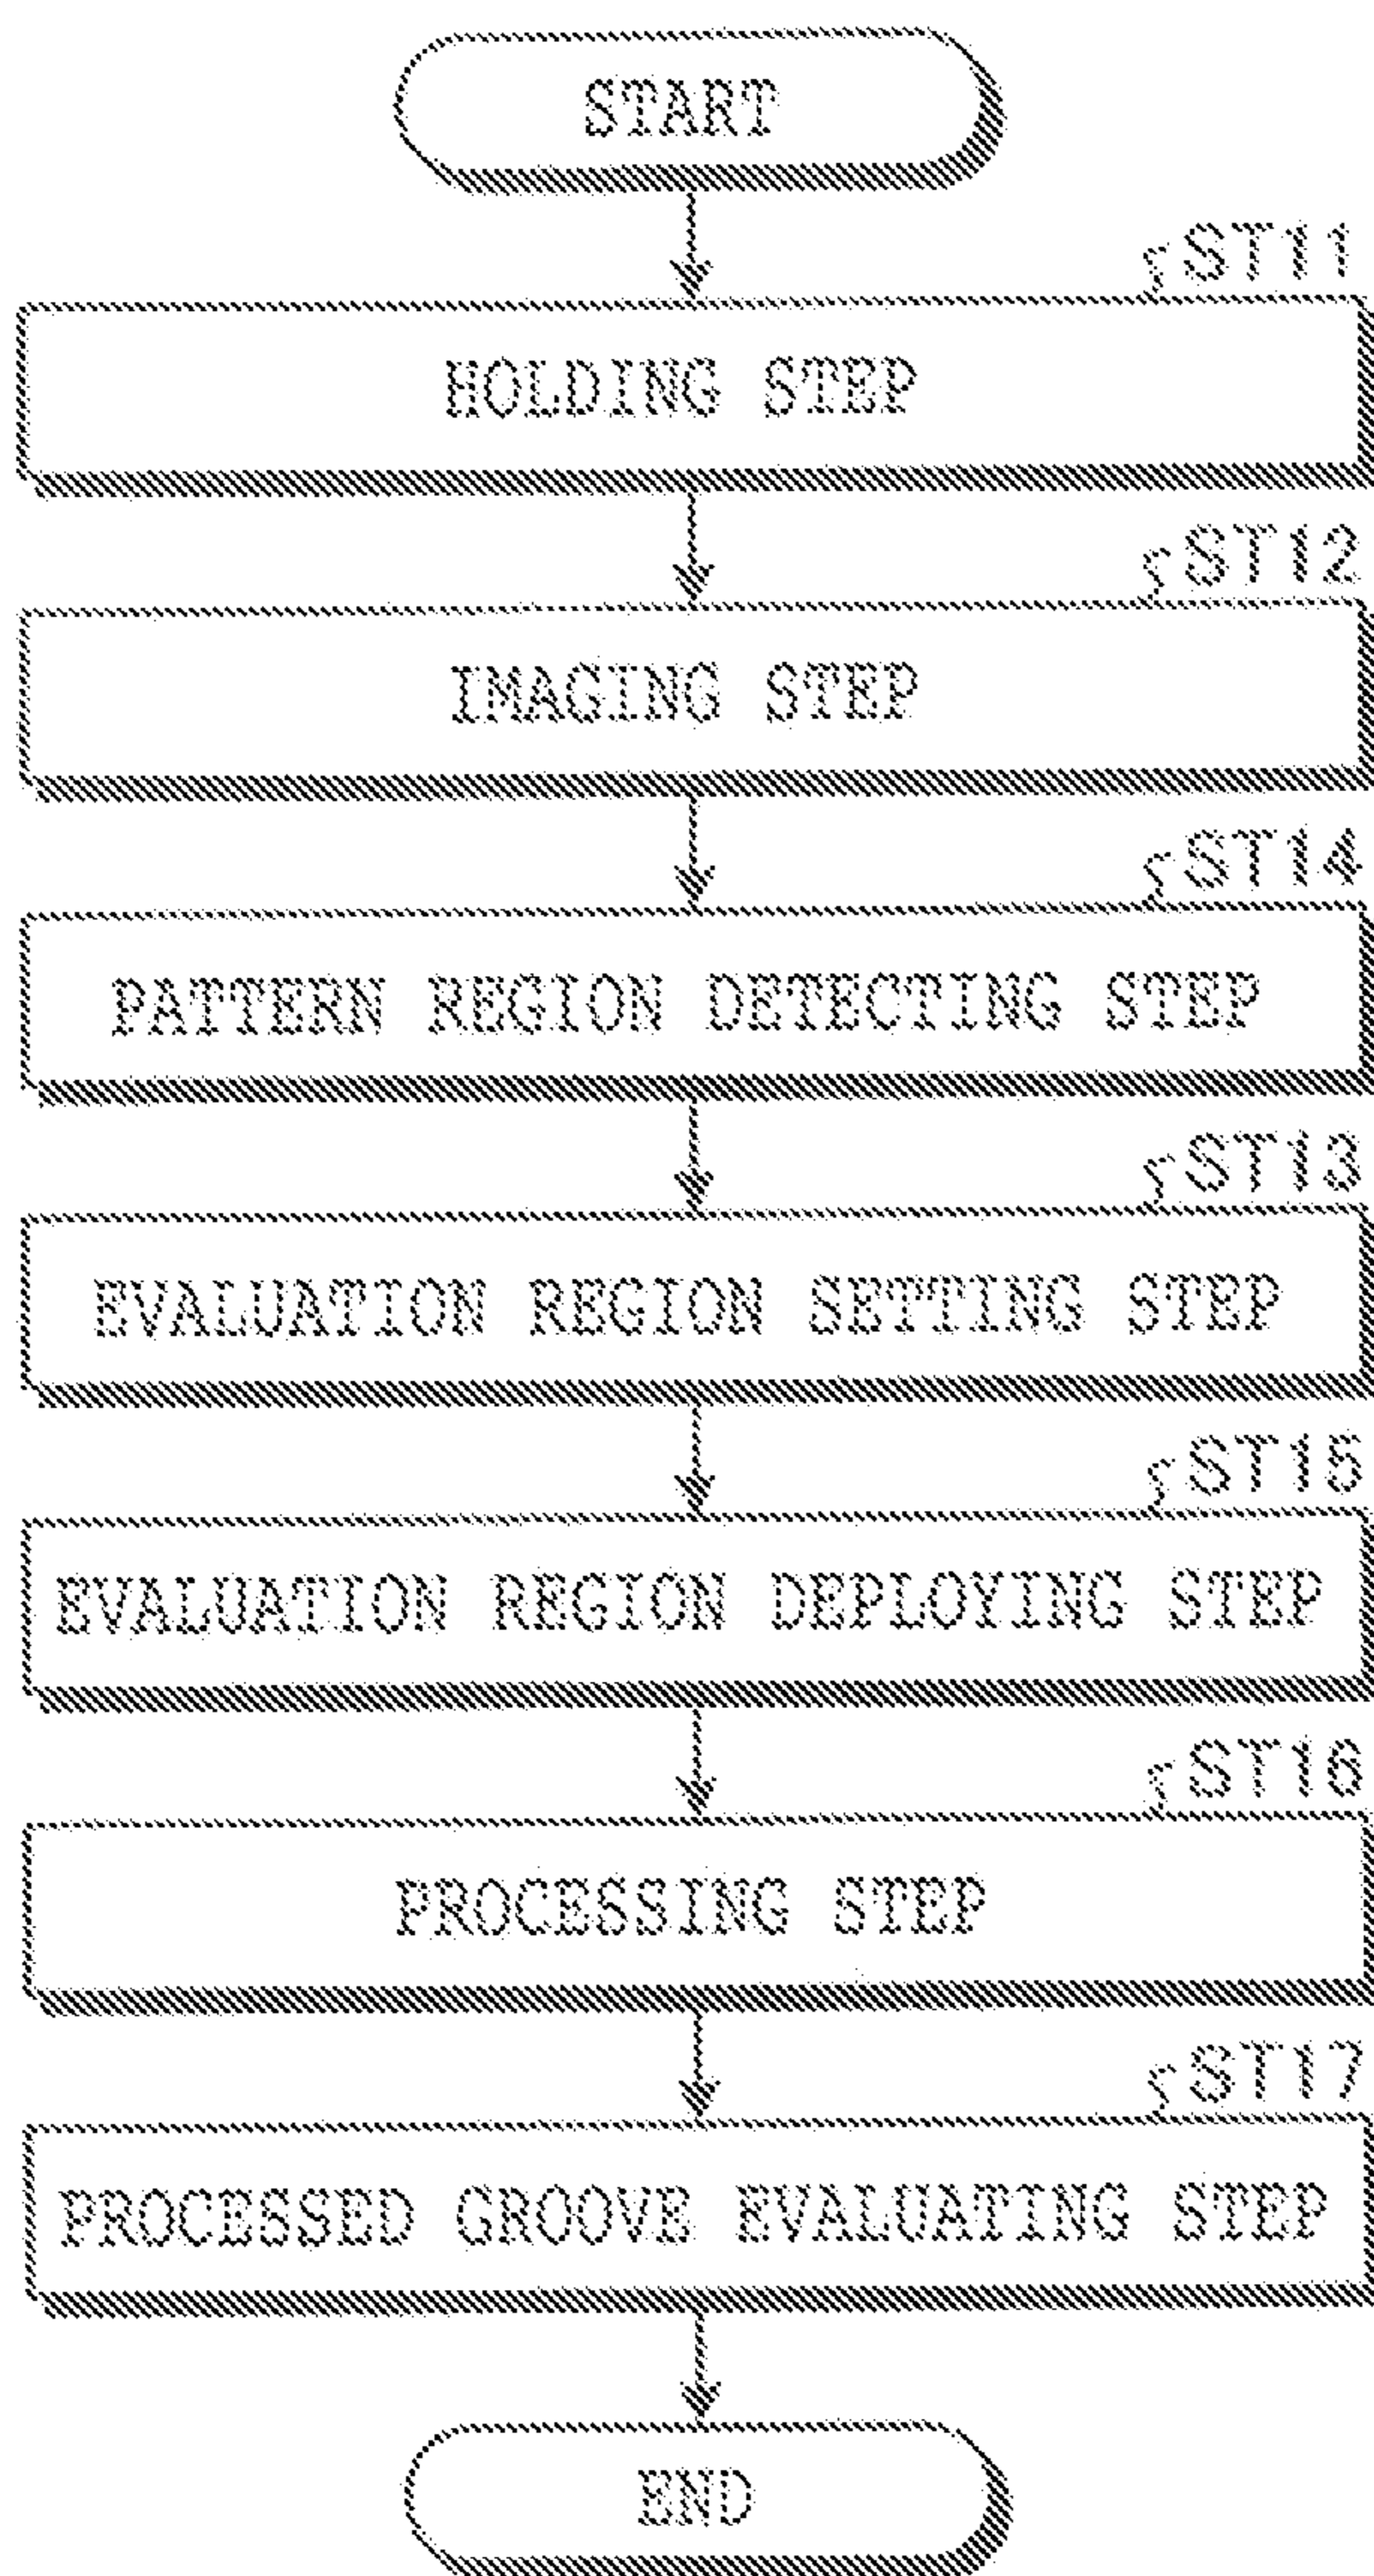 START
ST11
HOLDING STEP
ST12
IMAGING STEP
ST14
PATTERN REGION DETECTING STEP
ST13
EVALUATION REGION SETTING STEP
ST15
EVALUATION REGION DEPLOYING STEP
ST16
PROCESSING STEP
ST17
PROCESSED GROOVE EVALUATING STEP
END